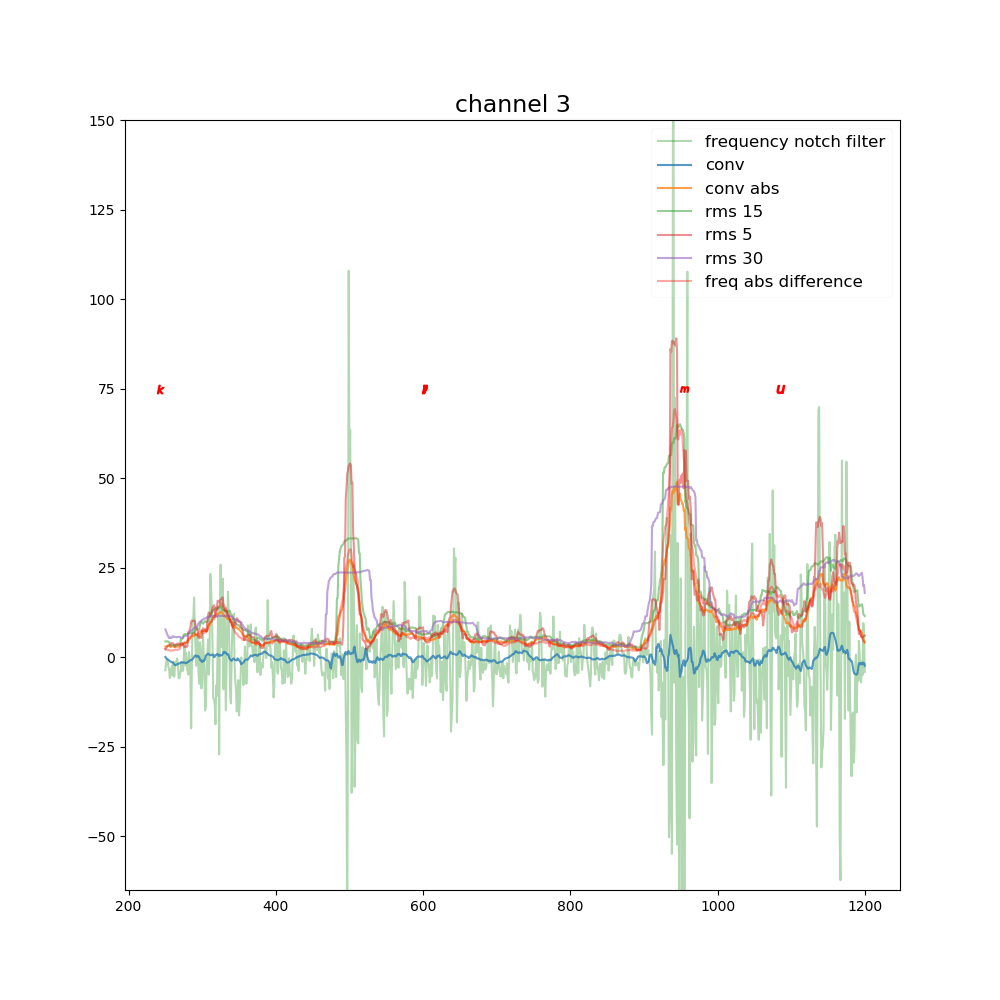 channel 3
150
125
100
75
50
25
0
−25
−50
200 400 600 800 1000 1200
frequency notch filter
conv
conv abs
rms 15
rms 5
rms 30
freq abs difference
k m u